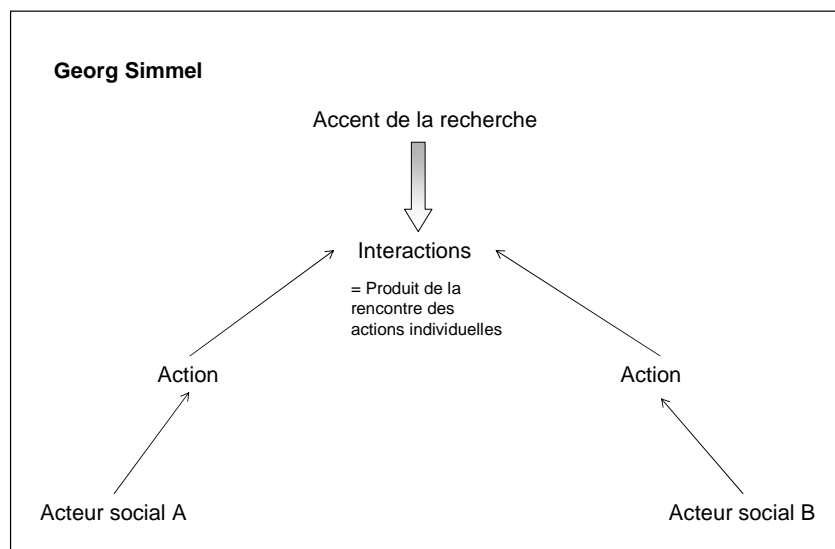 Georg Simmel
Accent de la recherche
Interactions
= Produit de la
rencontre des
actions individuelles
Action
Action
Acteur social A
Acteur social B